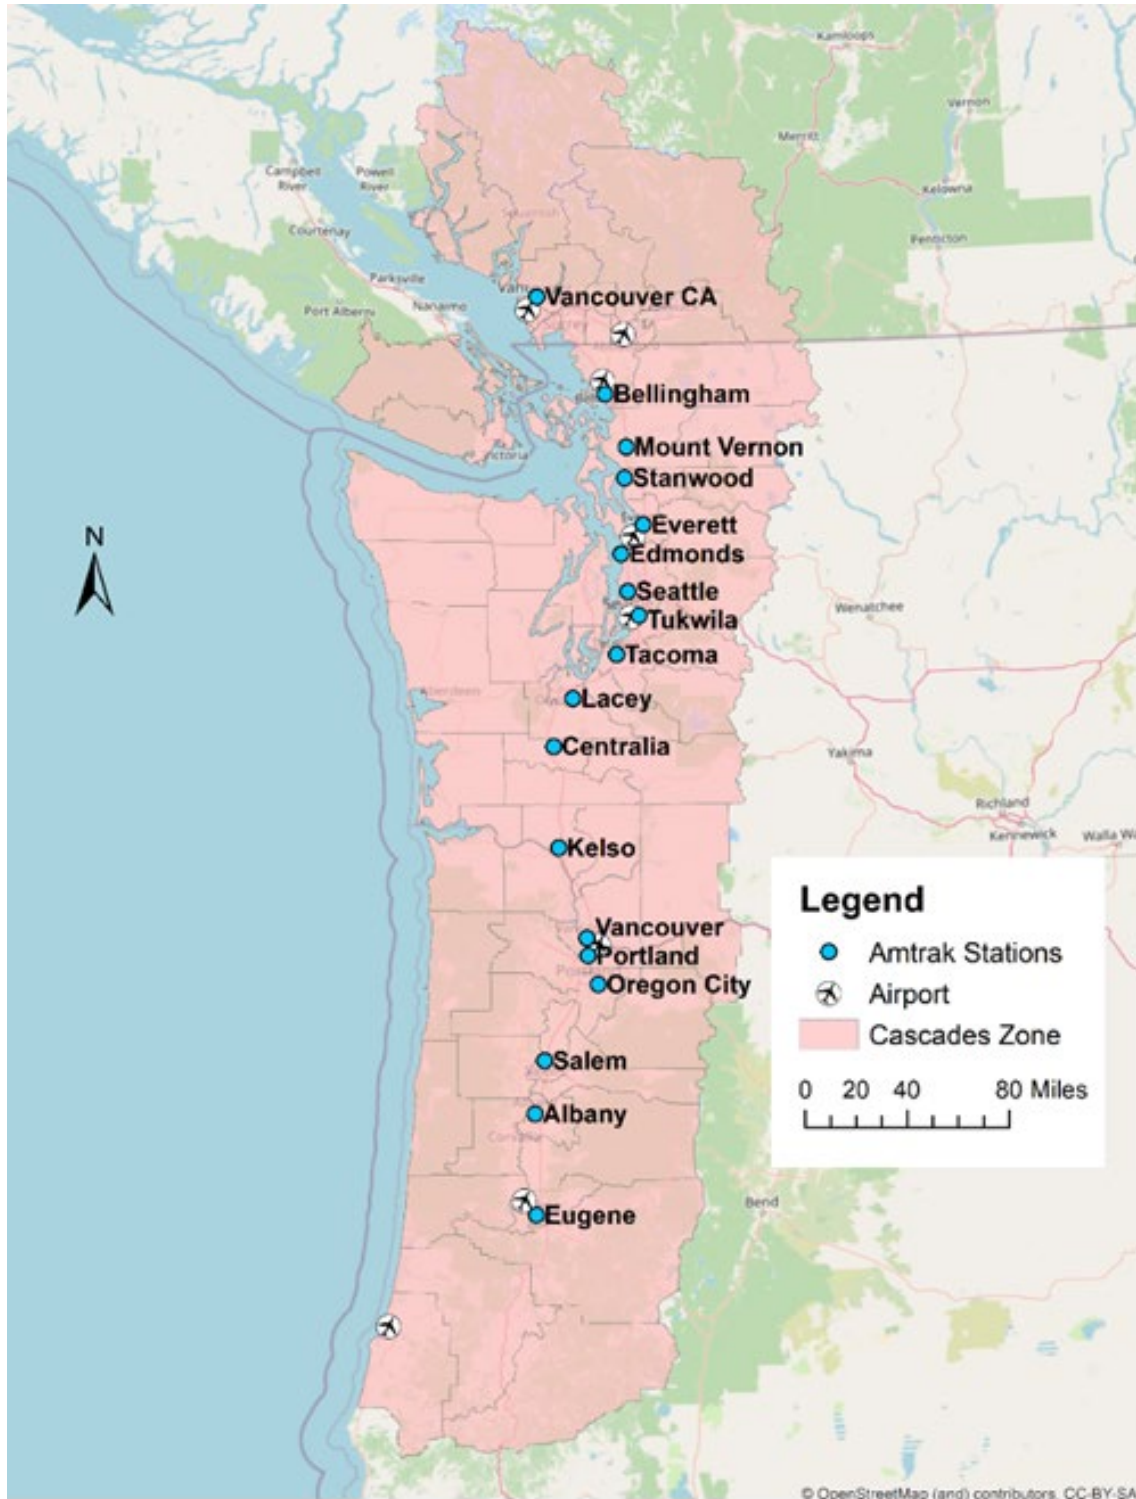 Kamloops
Vernon
Merritt
Campbell
River
Powell
River
Kelowna
Courtenay
Penticton
Parksville
Nanaimo
Port Alberni
Vancouver CA
Bellingham
Mount Vernon
Stanwood
N
Everett
Edmonds
Seattle
Wenatchee
Tukwila
Tacoma
Aberdeen
Lacey
Centralia
Yakima
Richland
Kennewick
Walla Wa
Kelso
Vancouver
Portland
Oregon City
Legend
Amtrak Stations
Airport
Cascades Zone
0 20 40 80 Miles
Salem
Albany
Eugene
Bend
© OpenStreetMap (and) contributors, CC-BY-SA